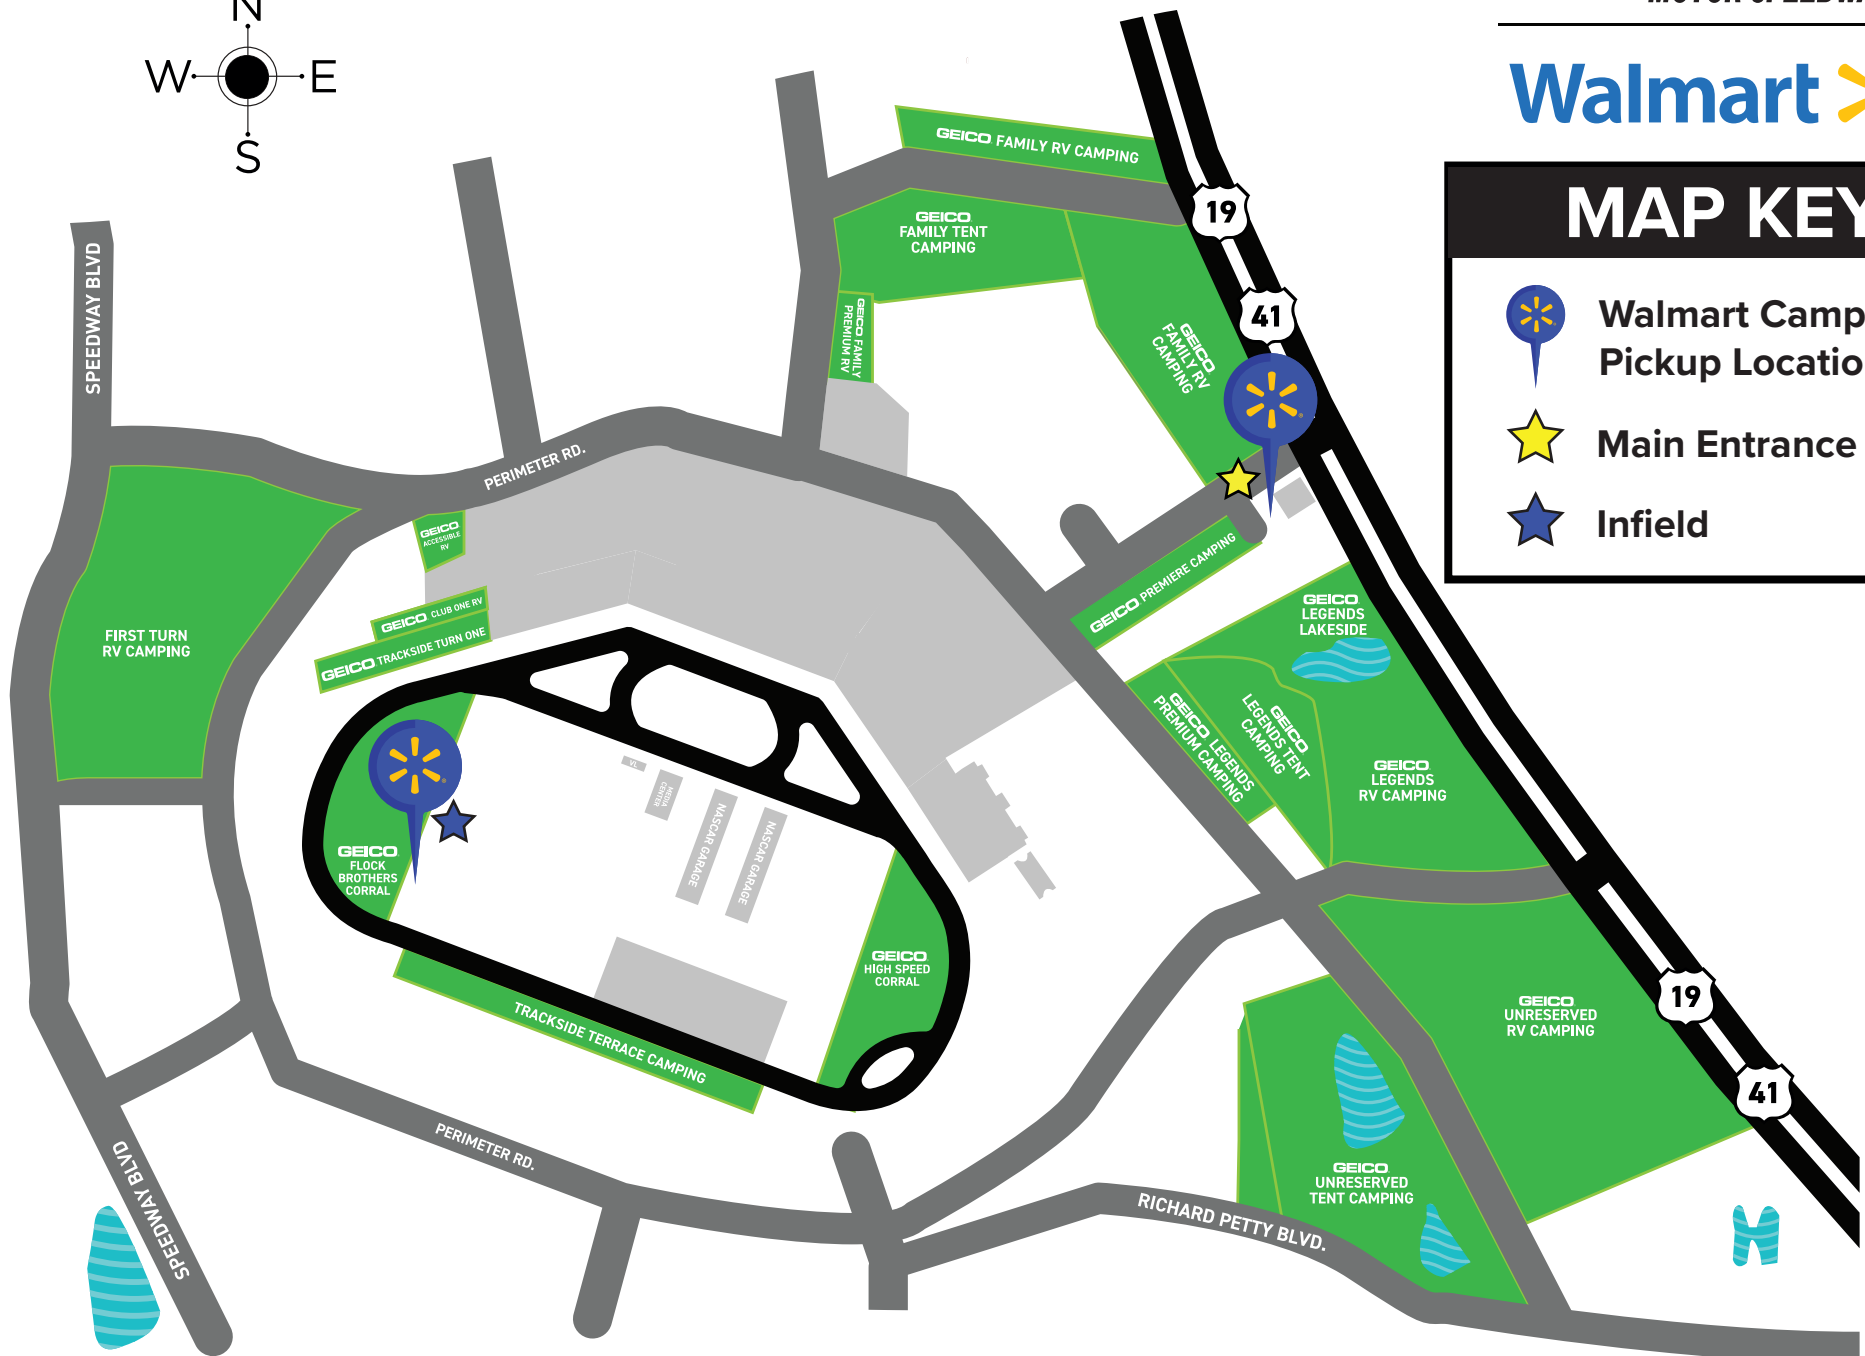 N
W E
S
Walmart
MAP KEY
Walmart Camp
Pickup Locatio
Main Entrance
Infield
GEICO FAMILY RV CAMPING
19
GEICO
FAMILY TENT
CAMPING
41
SPEEDWAY BLVD
GEICO FAMILY
PREMIUM RV
GEICO
FAMILY RV
CAMPING
PERIMETER RD.
GEICO
ACCESSIBLE
RV
GEICO PREMIERE CAMPING
GEICO CLUB ONE RV
GEICO TRACKSIDE TURN ONE
FIRST TURN
RV CAMPING
GEICO
LEGENDS
LAKESIDE
GEICO LEGENDS
PREMIUM CAMPING
GEICO
LEGENDS TENT
CAMPING
GEICO
LEGENDS
RV CAMPING
MEDIA
CENTER
NASCAR GARAGE
NASCAR GARAGE
GEICO
FLOCK
BROTHERS
CORRAL
GEICO
HIGH SPEED
CORRAL
TRACKSIDE TERRACE CAMPING
19
GEICO
UNRESERVED
RV CAMPING
41
PERIMETER RD.
SPEEDWAY BLVD
GEICO
UNRESERVED
TENT CAMPING
RICHARD PETTY BLVD.